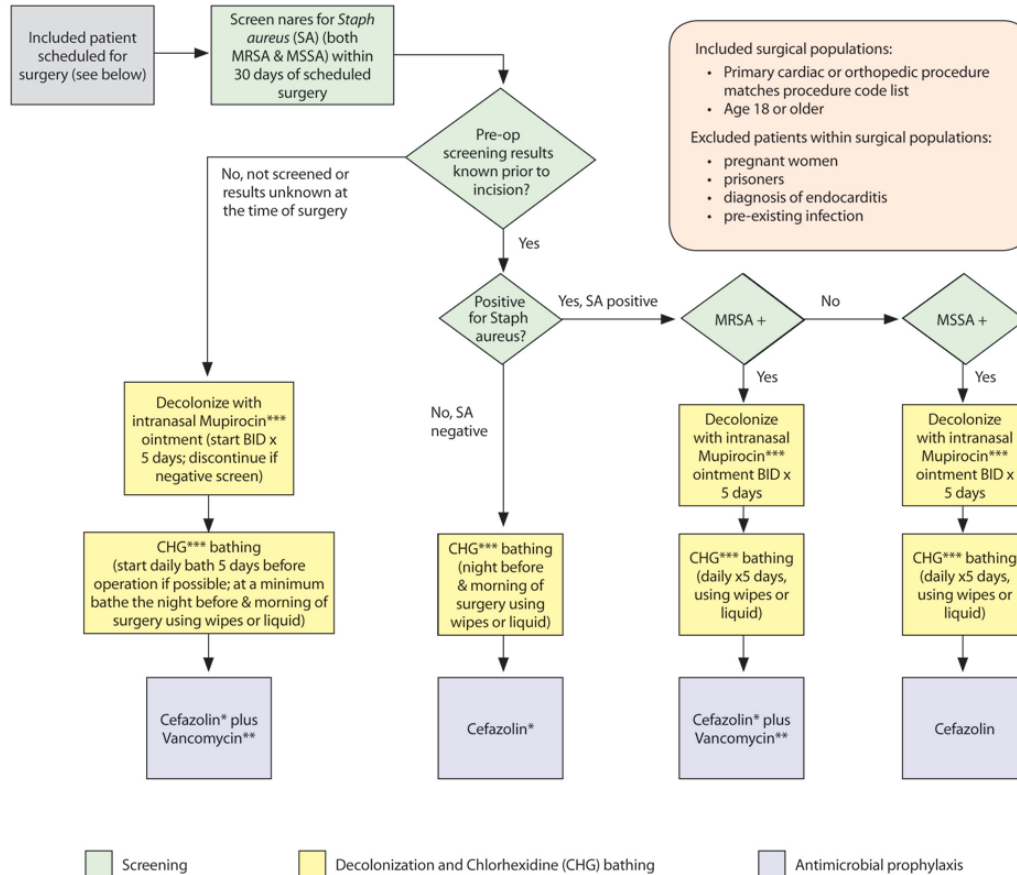 Included patient
scheduled for
surgery (see below)
Screen nares for Staph
aureus (SA) (both
MRSA & MSSA) within
30 days of scheduled
surgery
Included surgical populations:
• Primary cardiac or orthopedic procedure
matches procedure code list
• Age 18 or older
Excluded patients within surgical populations:
• pregnant women
• prisoners
• diagnosis of endocarditis
• pre-existing infection
Pre-op
screening results
known prior to
incision?
No, not screened or
results unknown at
the time of surgery
Yes
Positive
for Staph
aureus?
Yes, SA positive
MRSA +
No
MSSA +
No, SA
negative
Yes
Yes
Decolonize with
intranasal Mupirocin***
ointment (start BID x
5 days; discontinue if
negative screen)
Decolonize
with intranasal
Mupirocin***
ointment BID x
5 days
Decolonize
with intranasal
Mupirocin***
ointment BID x
5 days
CHG*** bathing
(start daily bath 5 days before
operation if possible; at a minimum
bathe the night before & morning of
surgery using wipes or liquid)
CHG*** bathing
(night before
& morning of
surgery using
wipes or liquid)
CHG*** bathing
(daily x5 days,
using wipes or
liquid)
CHG*** bathing
(daily x5 days,
using wipes or
liquid)
Cefazolin* plus
Vancomycin**
Cefazolin*
Cefazolin* plus
Vancomycin**
Cefazolin
Screening
Decolonization and Chlorhexidine (CHG) bathing
Antimicrobial prophylaxis